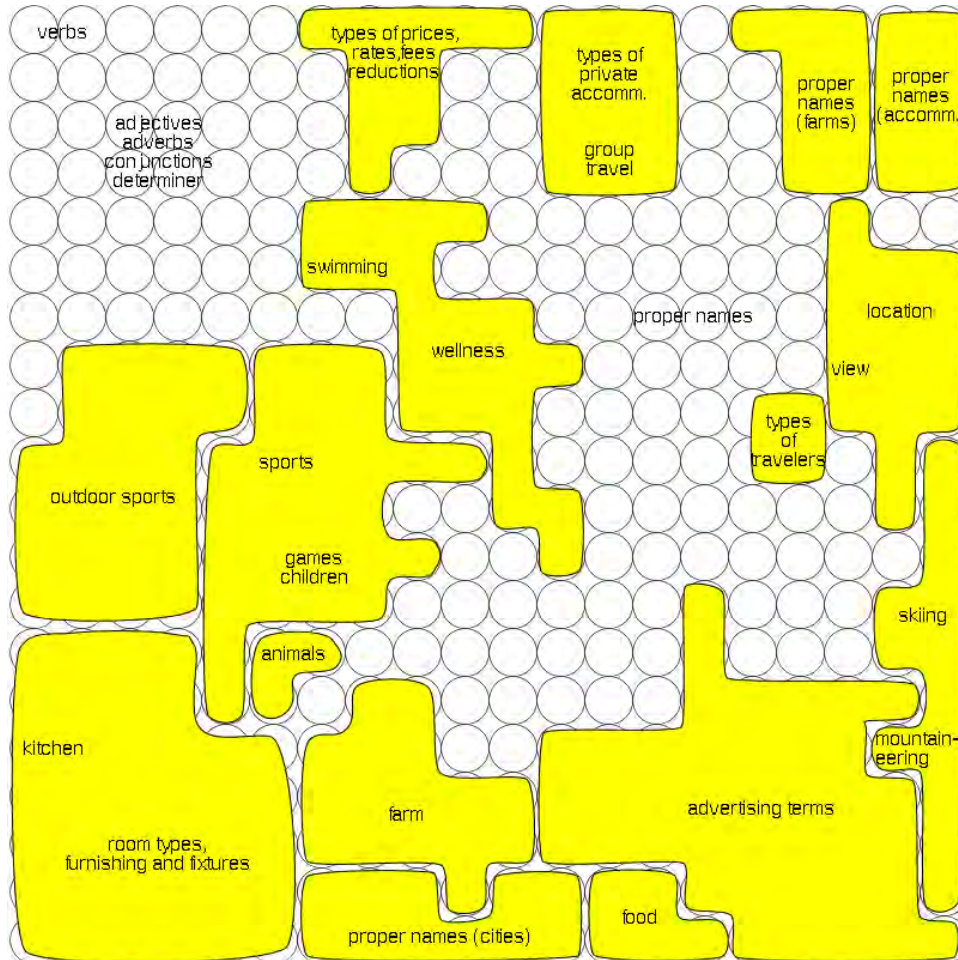 verbs
types of prices,
rates,fees
reductions
types of
private
accomm.
group
travel
proper
names
(farms)
proper
names
(accomm.
adjectives
adverbs
conjunctions
determiner
swimming
wellness
proper names
location
view
types
of
travelers
outdoor sports
sports
games
children
animals
skiing
kitchen
mountain-
eering
room types,
furnishing and fixtures
farm
advertising terms
proper names (cities)
food